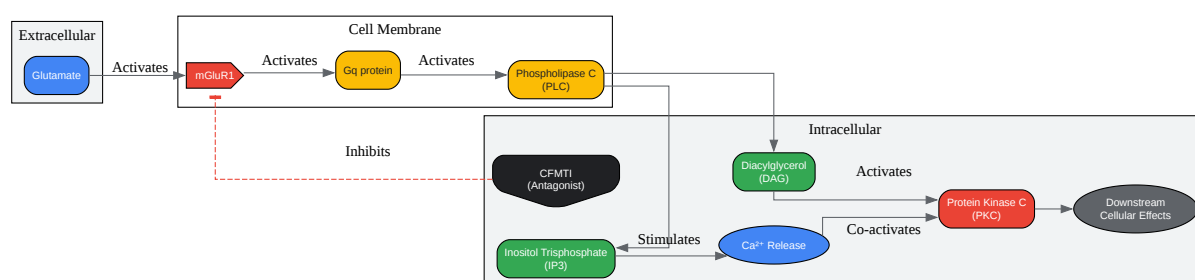 Extracellular
Glutamate
Activates
Cell Membrane
mGluR1
Activates
Gq protein
Activates
Phospholipase C
(PLC)
Inhibits
Intracellular
CFMTI
(Antagonist)
Diacylglycerol
(DAG)
Activates
Protein Kinase C
(PKC)
Downstream
Cellular Effects
Inositol Trisphosphate
(IP3)
Stimulates
Ca²⁺ Release
Co-activates